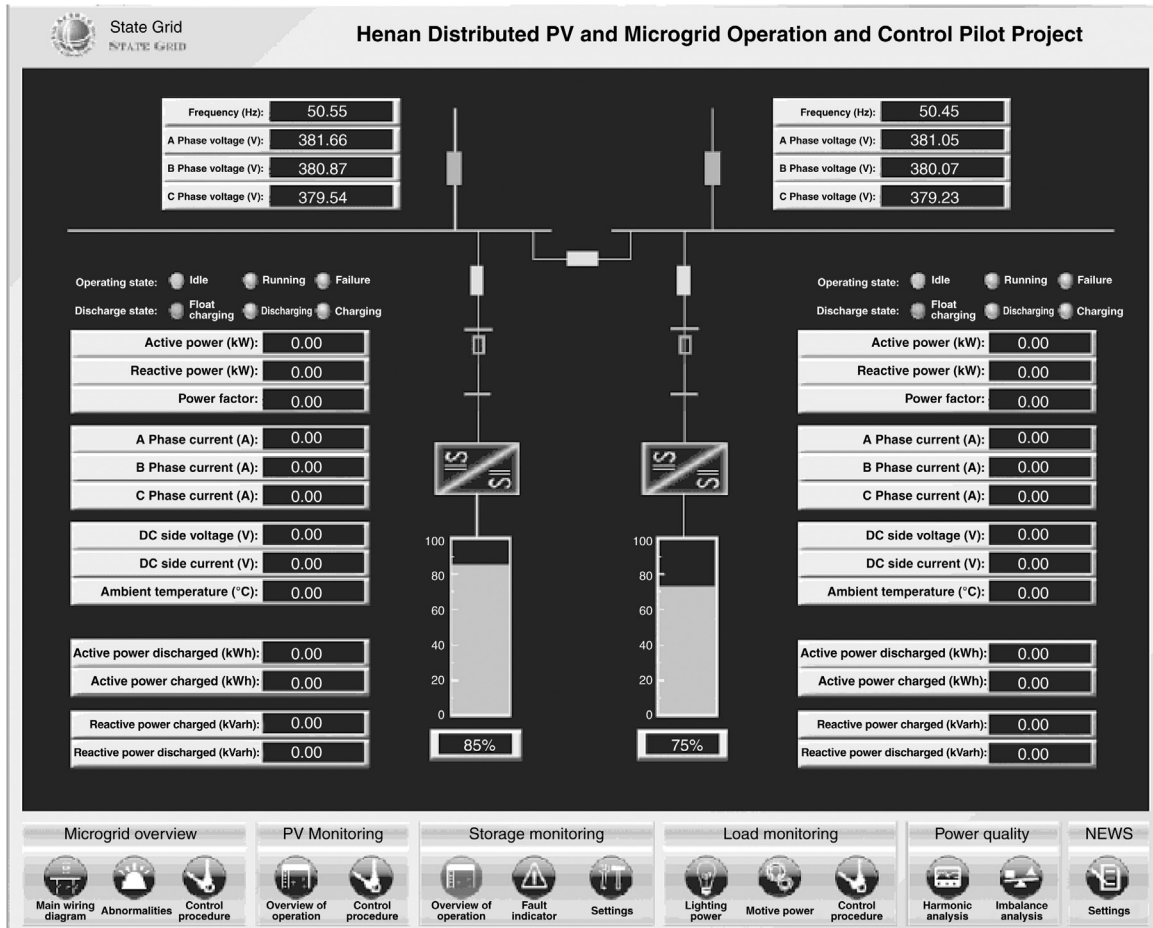 State Grid
STATE GRID
Henan Distributed PV and Microgrid Operation and Control Pilot Project
Frequency (Hz): 50.55
A Phase voltage (V): 381.66
B Phase voltage (V): 380.87
C Phase voltage (V): 379.54
Frequency (Hz): 50.45
A Phase voltage (V): 381.05
B Phase voltage (V): 380.07
C Phase voltage (V): 379.23
Operating state: Idle Running Failure
Discharge state: Float charging Discharging Charging
Active power (kW): 0.00
Reactive power (kW): 0.00
Power factor: 0.00
A Phase current (A): 0.00
B Phase current (A): 0.00
C Phase current (A): 0.00
DC side voltage (V): 0.00
DC side current (V): 0.00
Ambient temperature (°C): 0.00
Active power discharged (kWh): 0.00
Active power charged (kWh): 0.00
Reactive power charged (kVarh): 0.00
Reactive power discharged (kVarh): 0.00
100
80
60
40
20
0
85%
100
80
60
40
20
0
75%
Operating state: Idle Running Failure
Discharge state: Float charging Discharging Charging
Active power (kW): 0.00
Reactive power (kW): 0.00
Power factor: 0.00
A Phase current (A): 0.00
B Phase current (A): 0.00
C Phase current (A): 0.00
DC side voltage (V): 0.00
DC side current (V): 0.00
Ambient temperature (°C): 0.00
Active power discharged (kWh): 0.00
Active power charged (kWh): 0.00
Reactive power charged (kVarh): 0.00
Reactive power discharged (kVarh): 0.00
Microgrid overview
Main wiring diagram
Abnormalities
Control procedure
PV Monitoring
Overview of operation
Control procedure
Storage monitoring
Overview of operation
Fault indicator
Settings
Load monitoring
Lighting power
Motive power
Control procedure
Power quality
Harmonic analysis
Imbalance analysis
NEWS
Settings